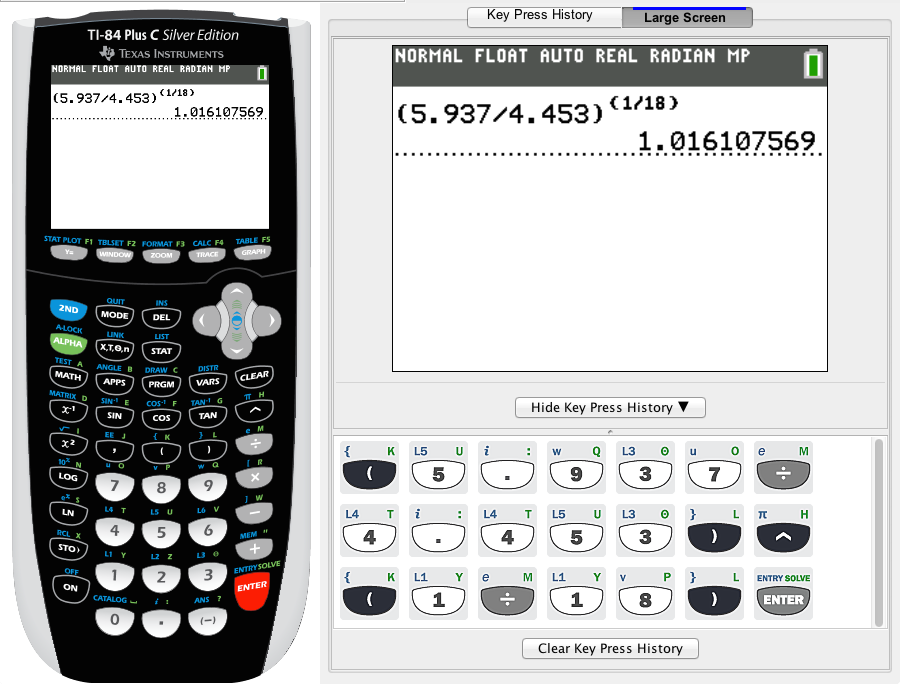 Key Press History Large Screen
TI-84 Plus C Silver Edition
TEXAS INSTRUMENTS
NORMAL FLOAT AUTO REAL RADIAN MP
(5.937/4.453)^(1/18)
1.016107569
STAT PLOT F1 TBLSET F2 FORMAT F3 CALC F4 TABLE F5
Y= WINDOW ZOOM TRACE GRAPH
QUIT INS
2ND MODE DEL
A-LOCK LINK LIST
ALPHA X,T,Θ,n STAT
TEST A ANGLE B DRAW C DISTR
MATH APPS PRGM VARS CLEAR
MATRIX D SIN⁻¹ E COS⁻¹ F TAN⁻¹ G π H
x⁻¹ SIN COS TAN ^
√ I EE J { K } L e M
x² , ( ) ÷
10ˣ N u O v P w Q [ R
LOG 7 8 9 ×
eˣ S L4 T L5 U L6 V ] W
LN 4 5 6 −
RCL X L1 Y L2 Z L3 Θ MEM "
STO› 1 2 3 +
OFF CATALOG ⎵ i : ANS ? ENTRY SOLVE
ON 0 . (−) ENTER
NORMAL FLOAT AUTO REAL RADIAN MP
(5.937/4.453)^(1/18)
1.016107569
Hide Key Press History ▼
{ K L5 U i : w Q L3 Θ u O e M
( 5 . 9 3 7 ÷
L4 T i : L4 T L5 U L3 Θ } L π H
4 . 4 5 3 ) ^
{ K L1 Y e M L1 Y v P } L ENTRY SOLVE
( 1 ÷ 1 8 ) ENTER
Clear Key Press History